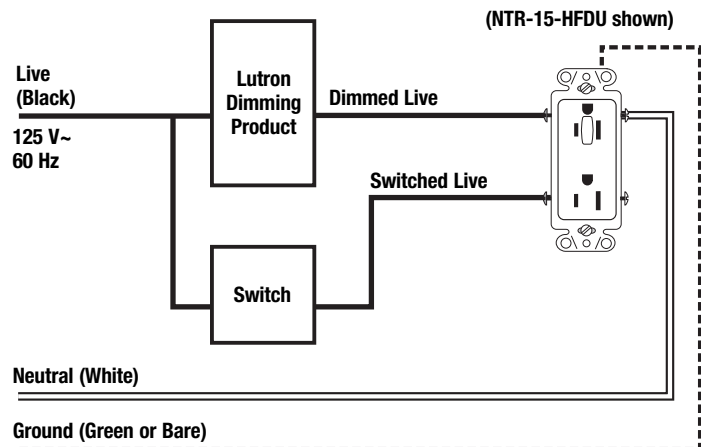 (NTR-15-HFDU shown)
Live
(Black)
125 V~
60 Hz
Lutron
Dimming
Product
Dimmed Live
Switched Live
Switch
Neutral (White)
Ground (Green or Bare)